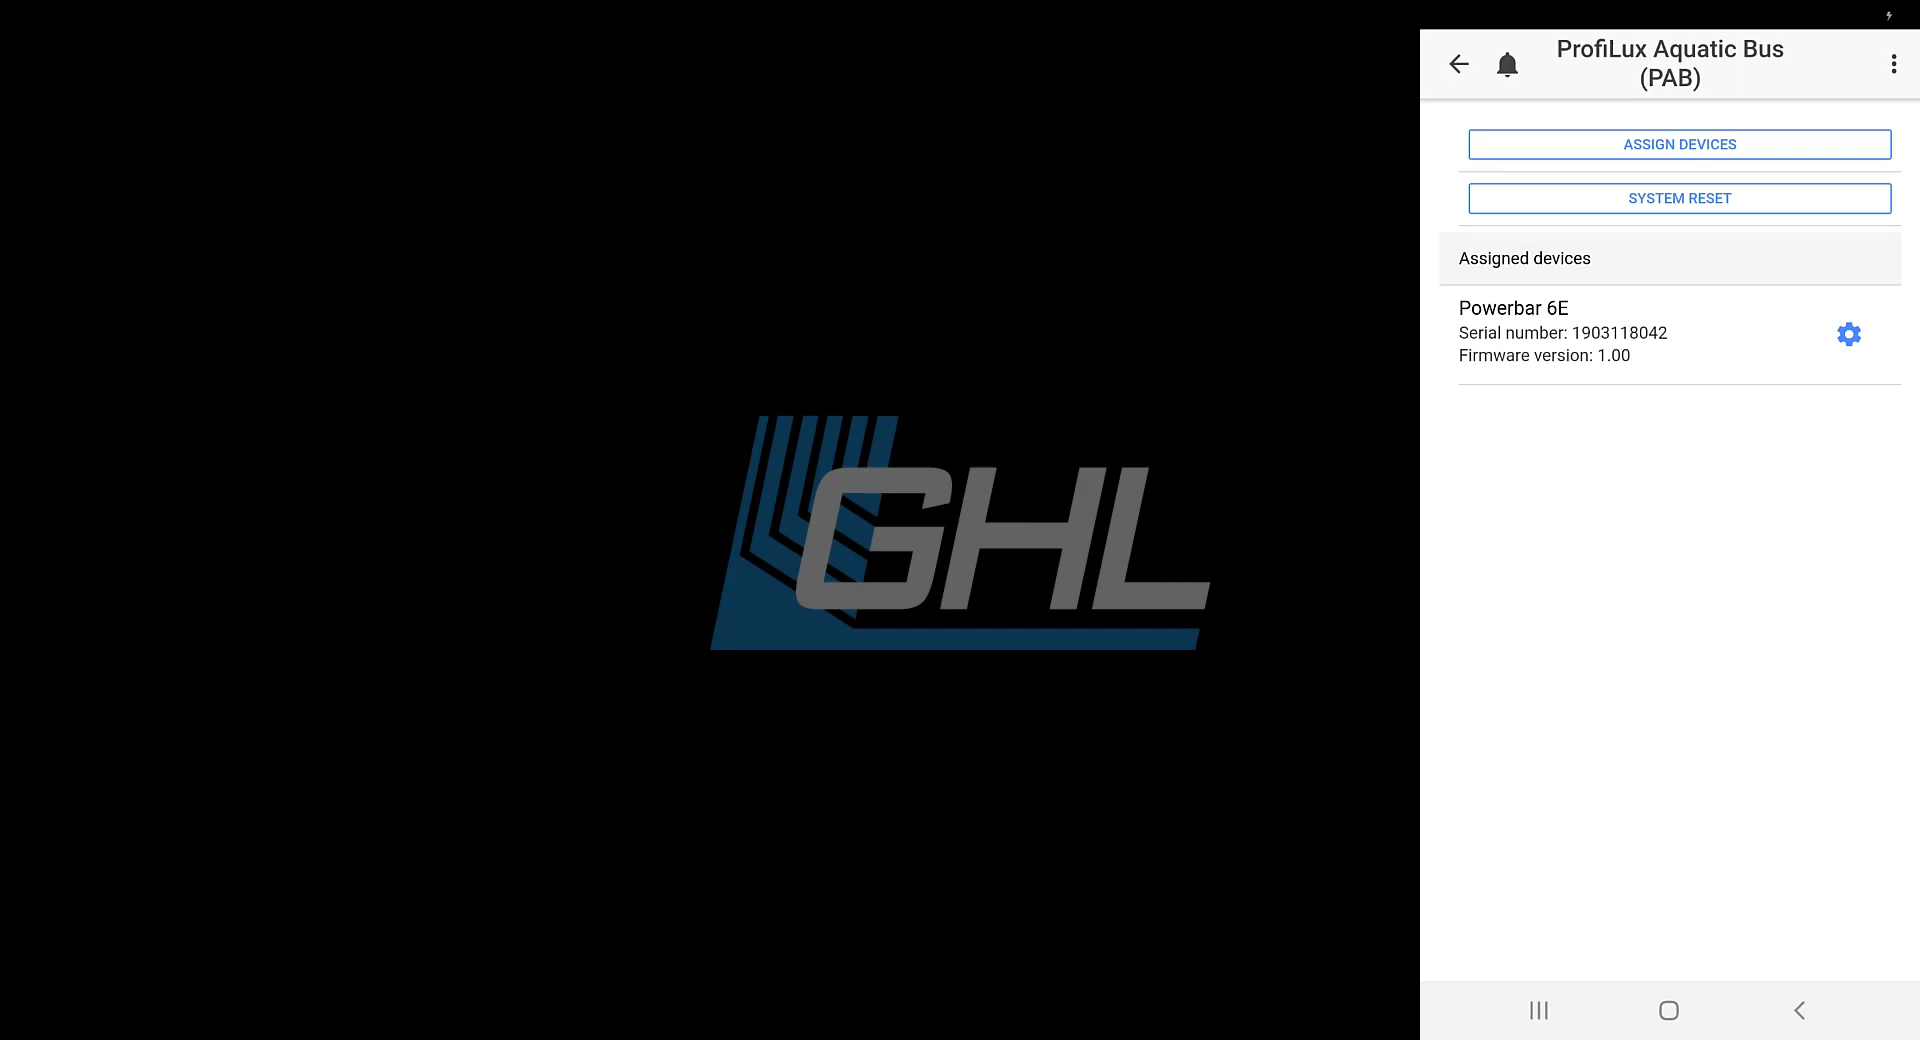 GHL
ProfiLux Aquatic Bus
(PAB)
ASSIGN DEVICES
SYSTEM RESET
Assigned devices
Powerbar 6E
Serial number: 1903118042
Firmware version: 1.00